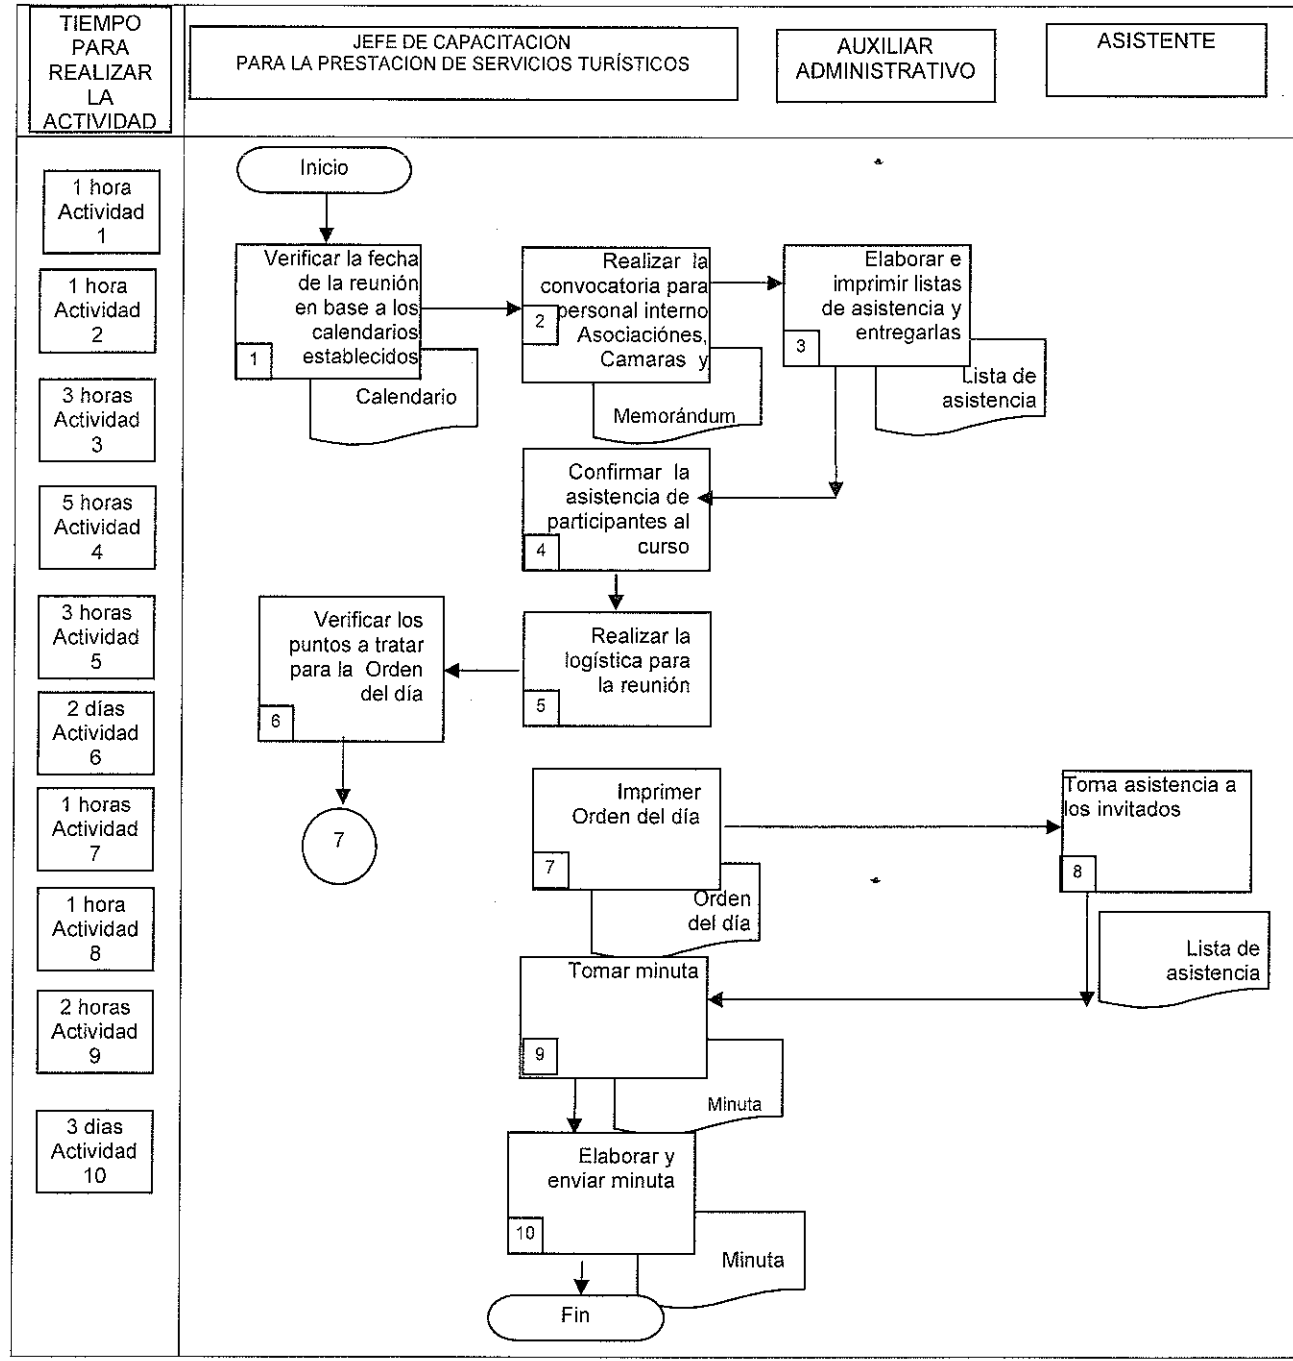 TIEMPO
PARA
REALIZAR
LA
ACTIVIDAD
JEFE DE CAPACITACION
PARA LA PRESTACION DE SERVICIOS TURÍSTICOS
AUXILIAR
ADMINISTRATIVO
ASISTENTE
1 hora
Actividad
1
1 hora
Actividad
2
3 horas
Actividad
3
5 horas
Actividad
4
3 horas
Actividad
5
2 días
Actividad
6
1 horas
Actividad
7
1 hora
Actividad
8
2 horas
Actividad
9
3 dias
Actividad
10
Inicio
Verificar la fecha
de la reunión
en base a los
calendarios
establecidos
1
Calendario
Realizar la
convocatoria para
personal interno
Asociaciónes,
Camaras y
2
Memorándum
Elaborar e
imprimir listas
de asistencia y
entregarlas
3
Lista de
asistencia
Confirmar la
asistencia de
participantes al
curso
4
Realizar la
logística para
la reunión
5
Verificar los
puntos a tratar
para la Orden
del día
6
7
Imprimer
Orden del día
7
Orden
del día
Toma asistencia a
los invitados
8
Lista de
asistencia
Tomar minuta
9
Minuta
Elaborar y
enviar minuta
10
Minuta
Fin